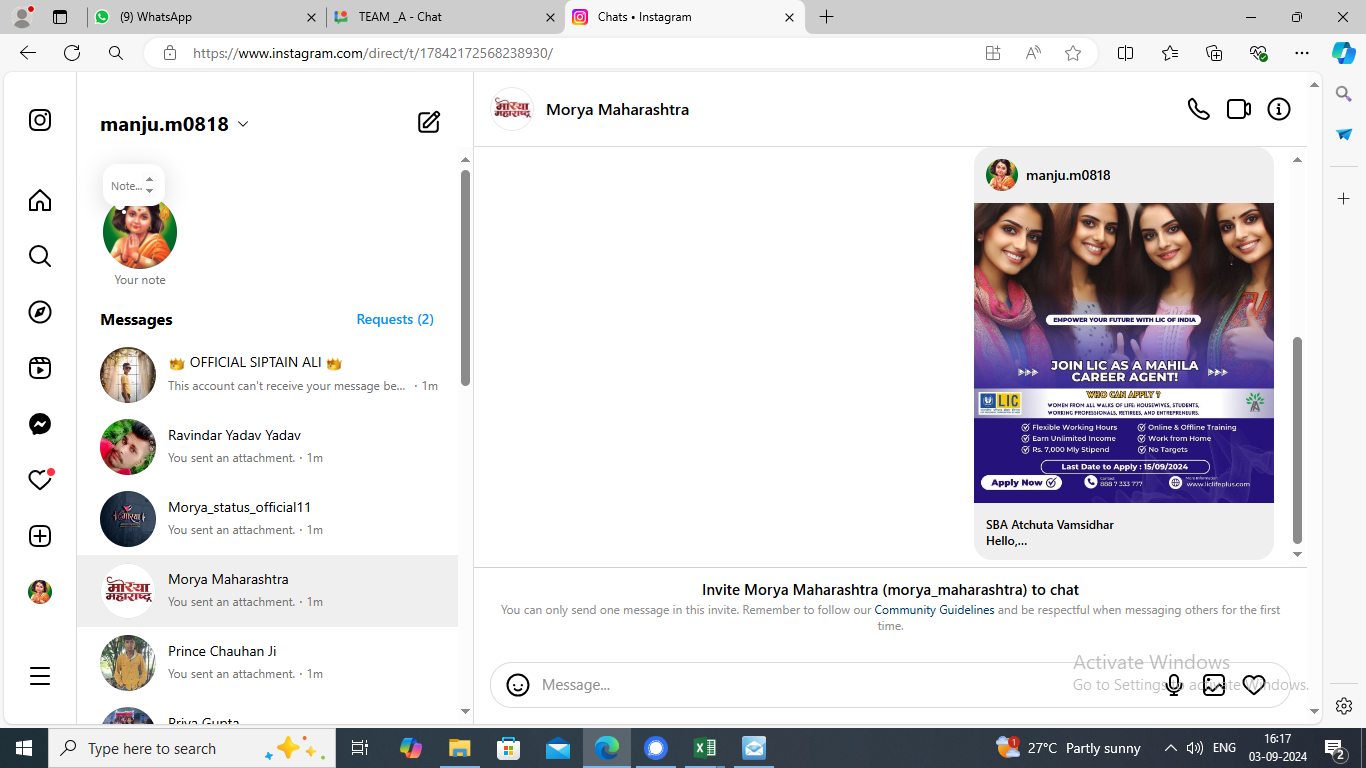 (9) WhatsApp
TEAM _A - Chat
Chats • Instagram
https://www.instagram.com/direct/t/17842172568238930/
manju.m0818
Note...
Your note
Messages
Requests (2)
OFFICIAL SIPTAIN ALI
This account can't receive your message be... · 1m
Ravindar Yadav Yadav
You sent an attachment. · 1m
Morya_status_official11
You sent an attachment. · 1m
Morya Maharashtra
You sent an attachment. · 1m
Prince Chauhan Ji
You sent an attachment. · 1m
Priya Gupta
मोरया
महाराष्ट्र
Morya Maharashtra
manju.m0818
EMPOWER YOUR FUTURE WITH LIC OF INDIA
JOIN LIC AS A MAHILA
CAREER AGENT!
WHO CAN APPLY ?
LIC
WOMEN FROM ALL WALKS OF LIFE: HOUSEWIVES, STUDENTS,
WORKING PROFESSIONALS, RETIREES, AND ENTREPRENEURS.
Flexible Working Hours
Earn Unlimited Income
Rs. 7,000 Mly Stipend
Online & Offline Training
Work from Home
No Targets
Last Date to Apply : 15/09/2024
Apply Now
Contact
888 7 333 777
www.liclifeplus.com
SBA Atchuta Vamsidhar
Hello,...
Invite Morya Maharashtra (morya_maharashtra) to chat
You can only send one message in this invite. Remember to follow our Community Guidelines and be respectful when messaging others for the first
time.
Message...
Activate Windows
Go to Settings to activate Windows.
Type here to search
1
27°C Partly sunny
ENG
16:17
03-09-2024
2